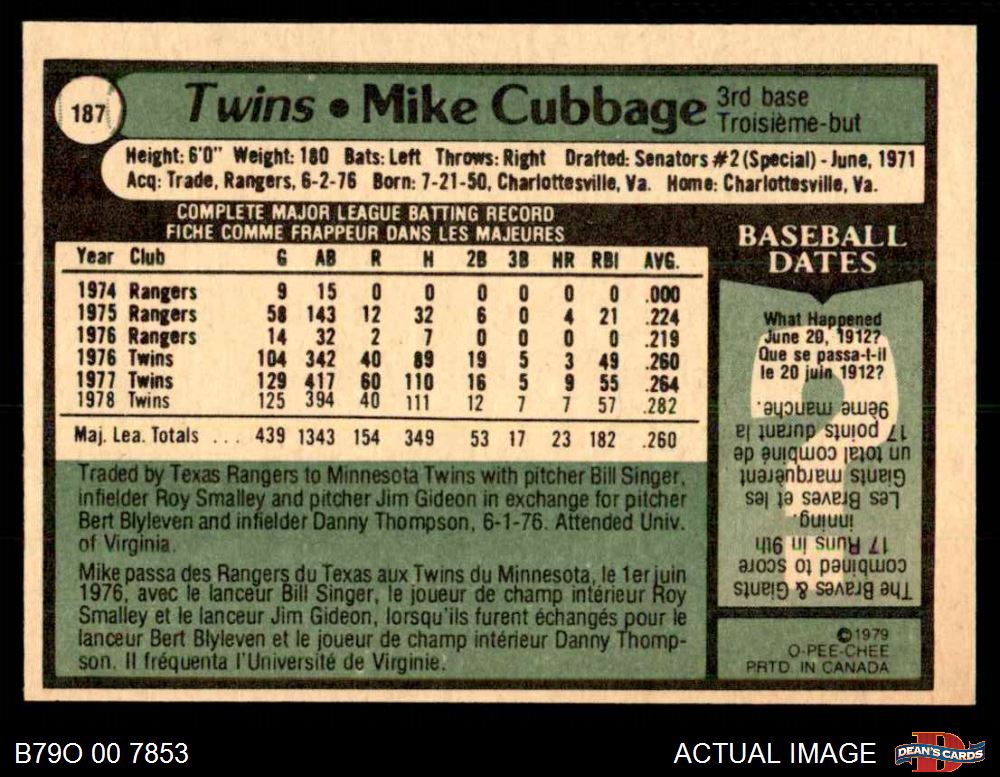 187
Twins • Mike Cubbage
3rd base
Troisième-but
Height: 6'0" Weight: 180 Bats: Left Throws: Right Drafted: Senators #2 (Special) - June, 1971
Acq: Trade, Rangers, 6-2-76 Born: 7-21-50, Charlottesville, Va. Home: Charlottesville, Va.
COMPLETE MAJOR LEAGUE BATTING RECORD
FICHE COMME FRAPPEUR DANS LES MAJEURES
Year Club G AB R H 2B 3B HR RBI AVG.
1974 Rangers 9 15 0 0 0 0 0 0 .000
1975 Rangers 58 143 12 32 6 0 4 21 .224
1976 Rangers 14 32 2 7 0 0 0 0 .219
1976 Twins 104 342 40 89 19 5 3 49 .260
1977 Twins 129 417 60 110 16 5 9 55 .264
1978 Twins 125 394 40 111 12 7 7 57 .282
Maj. Lea. Totals ... 439 1343 154 349 53 17 23 182 .260
Traded by Texas Rangers to Minnesota Twins with pitcher Bill Singer,
infielder Roy Smalley and pitcher Jim Gideon in exchange for pitcher
Bert Blyleven and infielder Danny Thompson, 6-1-76. Attended Univ.
of Virginia.
Mike passa des Rangers du Texas aux Twins du Minnesota, le 1er juin
1976, avec le lanceur Bill Singer, le joueur de champ intérieur Roy
Smalley et le lanceur Jim Gideon, lorsqu'ils furent échangés pour le
lanceur Bert Blyleven et le joueur de champ intérieur Danny Thomp-
son. Il fréquenta l'Université de Virginie.
BASEBALL
DATES
What Happened
June 20, 1912?
Que se passa-t-il
le 20 juin 1912?
The Braves & Giants
combined to score
17 Runs in 9th
inning.
Les Braves et les
Giants marquèrent
un total combiné de
17 points durant la
9ème manche.
©1979
O-PEE-CHEE
PRTD. IN CANADA
B79O 00 7853
ACTUAL IMAGE
DEAN'S CARDS